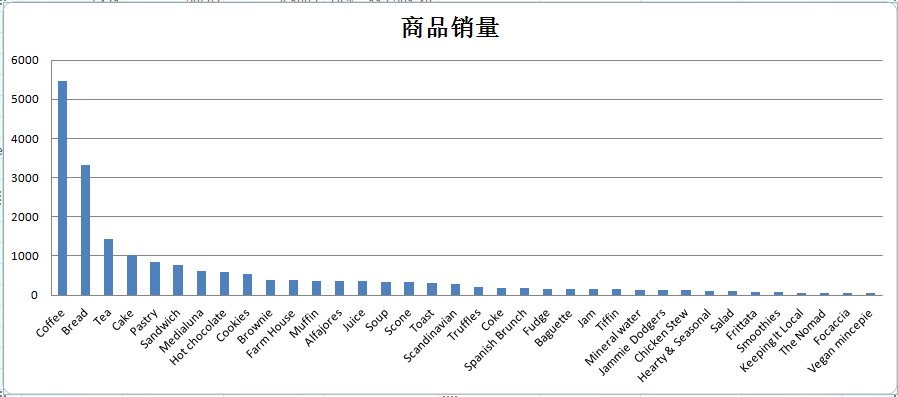 商品销量
6000
5000
4000
3000
2000
1000
0
Coffee
Bread
Tea
Cake
Pastry
Sandwich
Medialuna
Hot chocolate
Cookies
Brownie
Farm House
Muffin
Alfajores
Juice
Soup
Scone
Toast
Scandinavian
Truffles
Coke
Spanish Brunch
Fudge
Baguette
Jam
Tiffin
Mineral water
Jammie Dodgers
Chicken Stew
Hearty & Seasonal
Salad
Frittata
Smoothies
Keeping It Local
The Nomad
Focaccia
Vegan mincepie